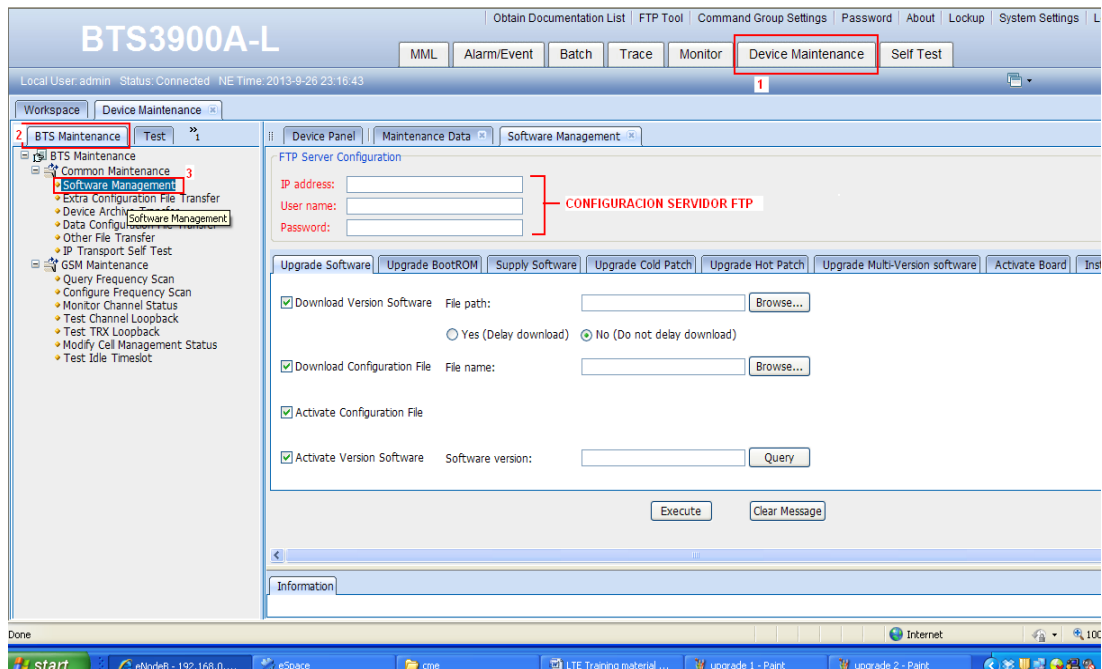 Obtain Documentation List | FTP Tool | Command Group Settings | Password | About | Lockup | System Settings | L
BTS3900A-L
MML Alarm/Event Batch Trace Monitor Device Maintenance Self Test
1
Local User: admin Status: Connected NE Time: 2013-9-26 23:16:43
Workspace Device Maintenance
2 BTS Maintenance Test »1
Device Panel Maintenance Data Software Management
BTS Maintenance
Common Maintenance
3
Software Management
Extra Configuration File Transfer
Device Archive Transfer
Software Management
Data Configuration File Transfer
Other File Transfer
IP Transport Self Test
GSM Maintenance
Query Frequency Scan
Configure Frequency Scan
Monitor Channel Status
Test Channel Loopback
Test TRX Loopback
Modify Cell Management Status
Test Idle Timeslot
FTP Server Configuration
IP address:
User name:
Password:
CONFIGURACION SERVIDOR FTP
Upgrade Software Upgrade BootROM Supply Software Upgrade Cold Patch Upgrade Hot Patch Upgrade Multi-Version software Activate Board Inst
Download Version Software File path: Browse...
Yes (Delay download) No (Do not delay download)
Download Configuration File File name: Browse...
Activate Configuration File
Activate Version Software Software version: Query
Execute Clear Message
Information
Done Internet 100
start eNodeB - 192.168.0.... eSpace cme LTE Training material ... upgrade 1 - Paint upgrade 2 - Paint